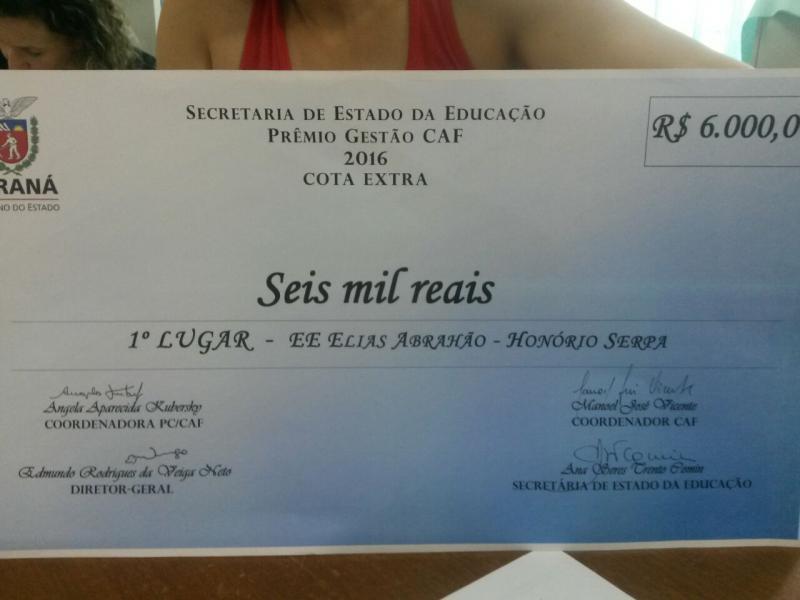 SECRETARIA DE ESTADO DA EDUCAÇÃO
PRÊMIO GESTÃO CAF
2016
COTA EXTRA
R$ 6.000,0
RANÁ
NO DO ESTADO
Seis mil reais
1º LUGAR - EE ELIAS ABRAHÃO - HONÓRIO SERPA
Angela Aparecida Kubersky
COORDENADORA PC/CAF
Manoel José Vicente
COORDENADOR CAF
Edmundo Rodrigues da Veiga Neto
DIRETOR-GERAL
Ana Seres Trento Comin
SECRETÁRIA DE ESTADO DA EDUCAÇÃO